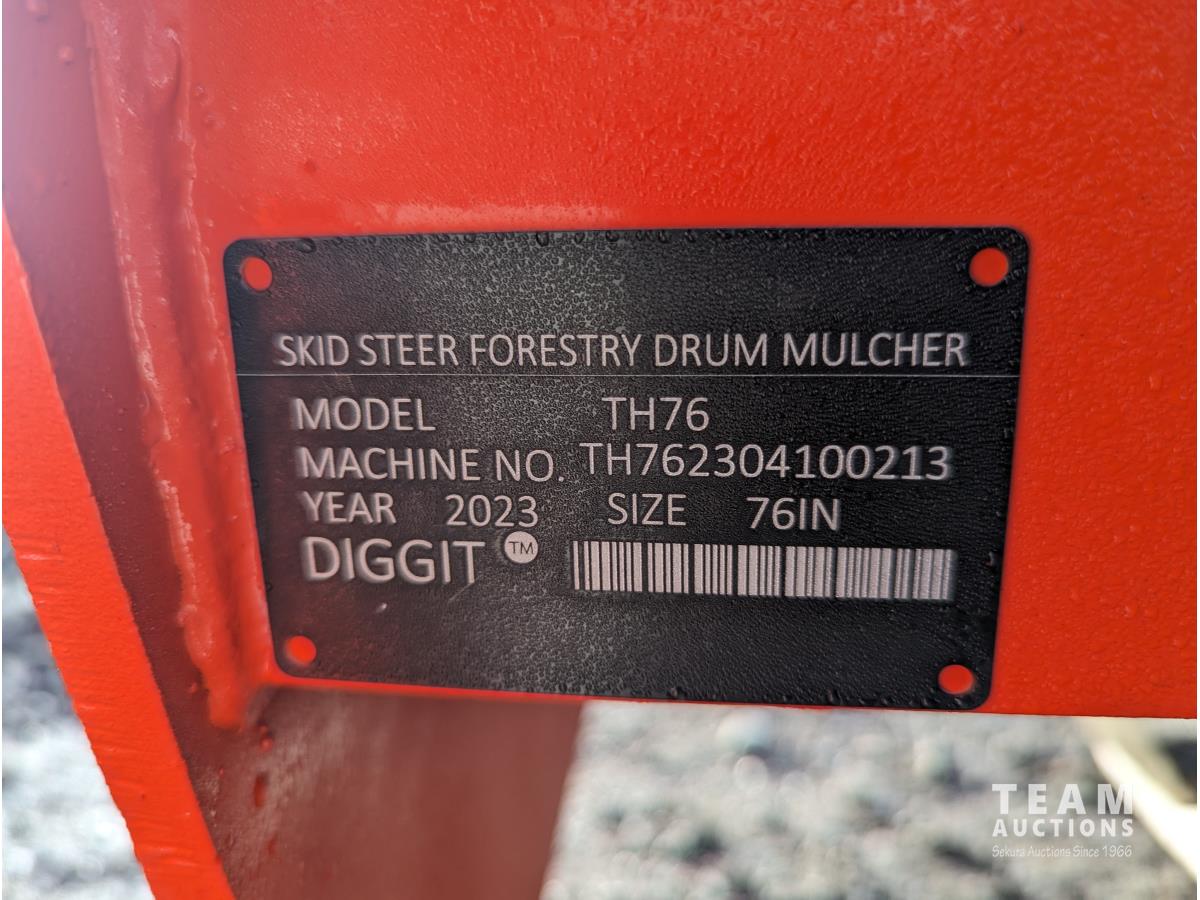 SKID STEER FORESTRY DRUM MULCHER
MODEL TH76
MACHINE NO. TH762304100213
YEAR 2023 SIZE 76IN
DIGGIT TM
TEAM
AUCTIONS
Sekura Auctions Since 1966